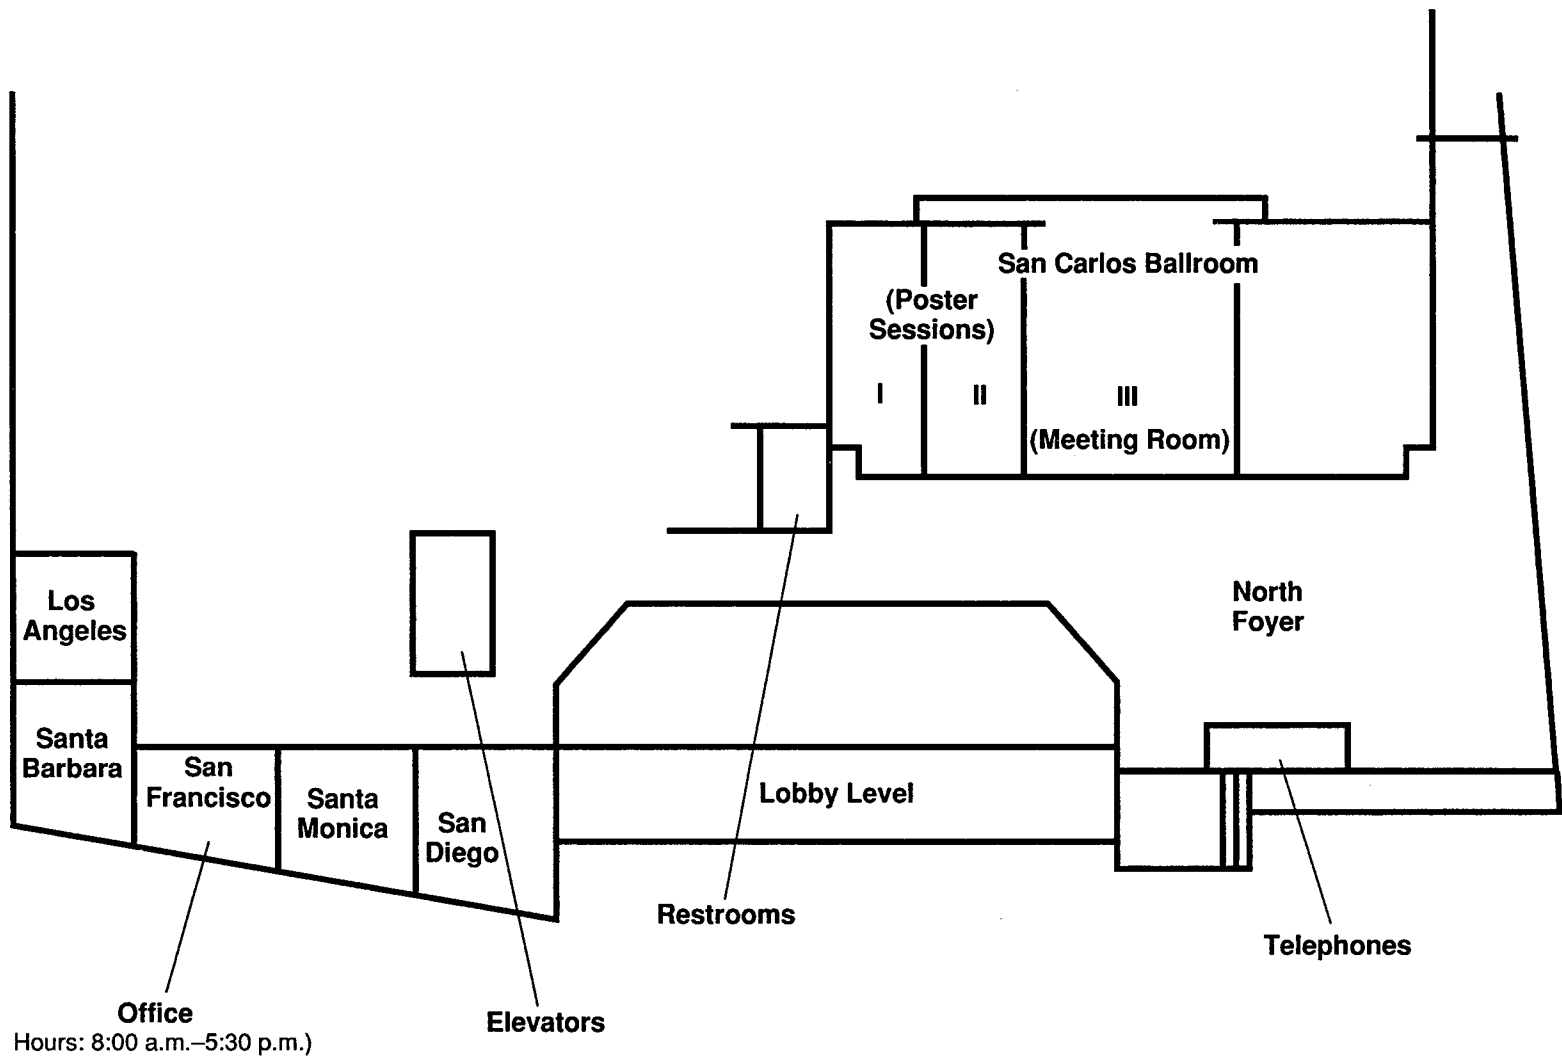 San Carlos Ballroom
(Poster
Sessions)
I
II
III
(Meeting Room)
Los
Angeles
North
Foyer
Santa
Barbara
San
Francisco
Santa
Monica
San
Diego
Lobby Level
Restrooms
Telephones
Office
Hours: 8:00 a.m.–5:30 p.m.)
Elevators